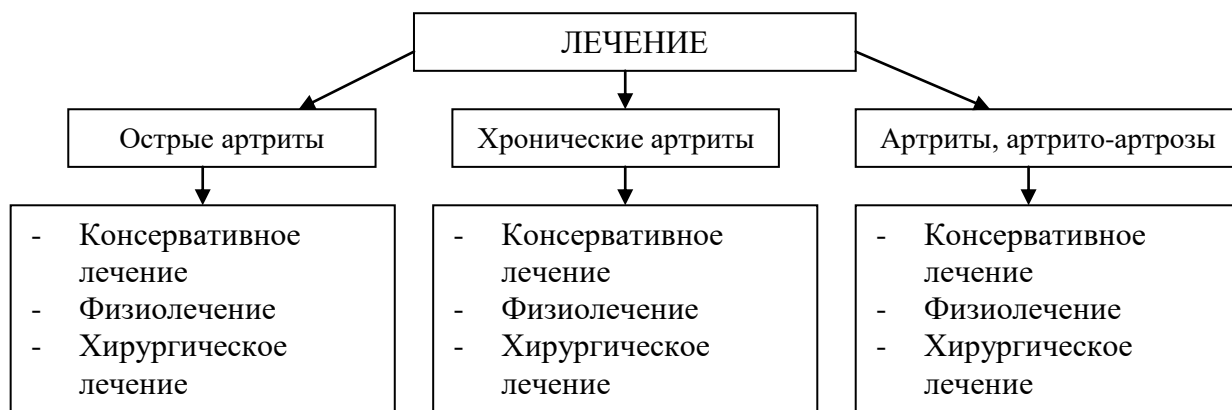 ЛЕЧЕНИЕ
Острые артриты
Хронические артриты
Артриты, артрито-артрозы
- Консервативное
лечение
- Физиолечение
- Хирургическое
лечение
- Консервативное
лечение
- Физиолечение
- Хирургическое
лечение
- Консервативное
лечение
- Физиолечение
- Хирургическое
лечение